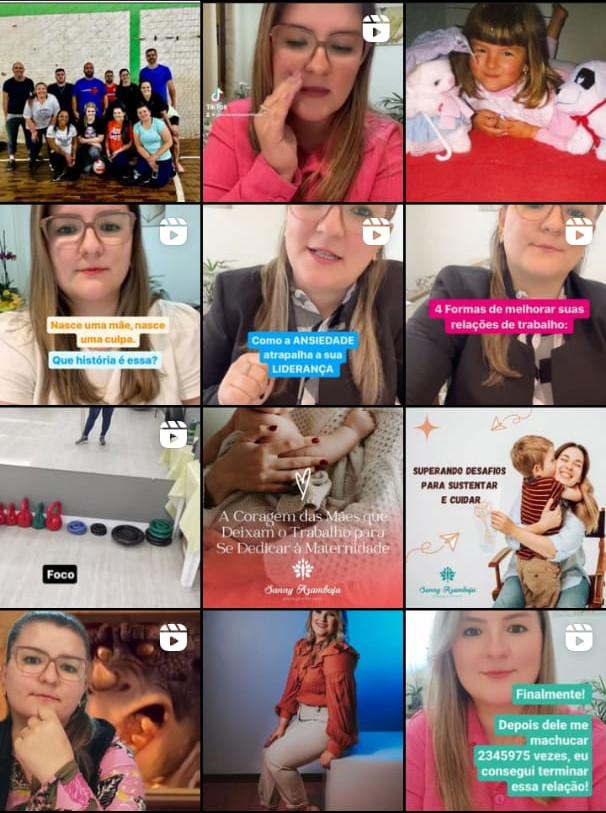 TikTok
Nasce uma mãe, nasce
uma culpa.
Que história é essa?
Como a ANSIEDADE
atrapalha a sua
LIDERANÇA
4 Formas de melhorar suas
relações de trabalho:
Foco
A Coragem das Mães que
Deixam o Trabalho para
Se Dedicar à Maternidade
Sanny Azambuja
SUPERANDO DESAFIOS
PARA SUSTENTAR
E CUIDAR
Sanny Azambuja
Finalmente!
Depois dele me
machucar
2345975 vezes, eu
consegui terminar
essa relação!